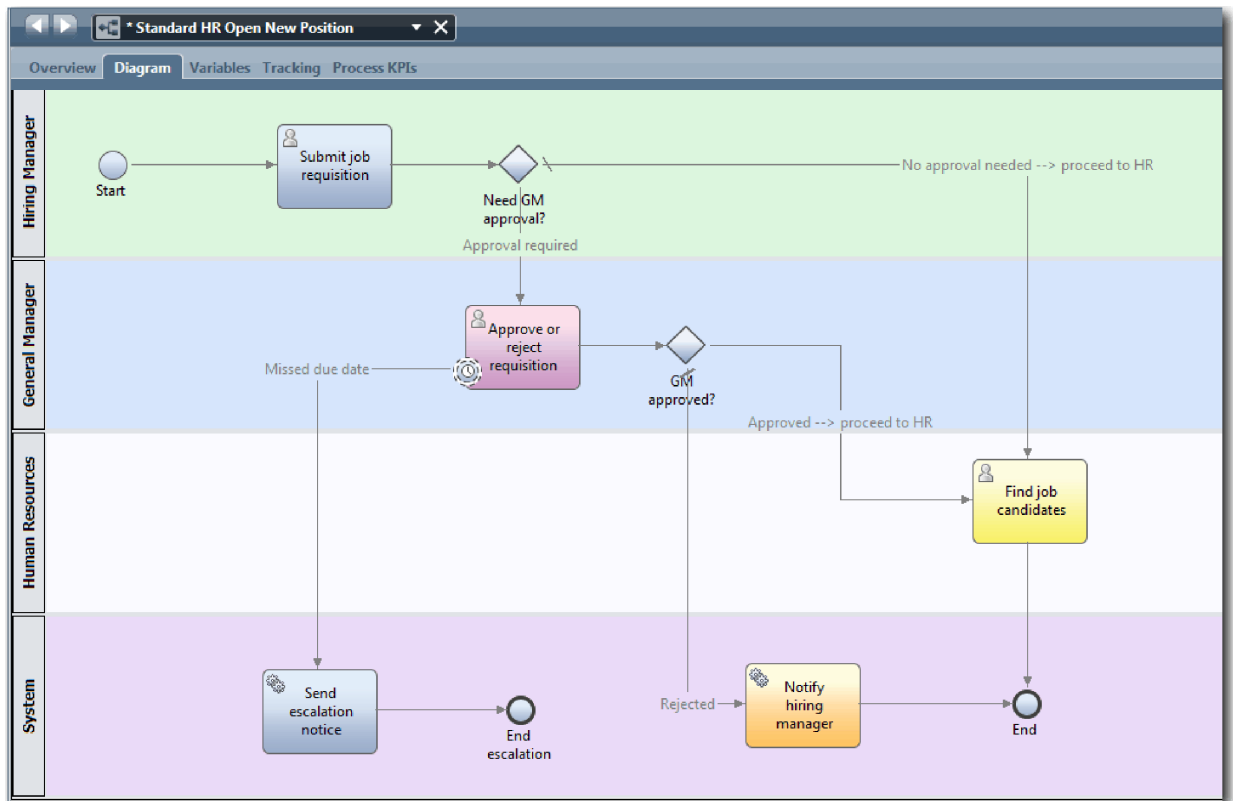 * Standard HR Open New Position
Overview
Diagram
Variables
Tracking
Process KPIs
Hiring Manager
Start
Submit job
requisition
Need GM
approval?
No approval needed --> proceed to HR
Approval required
General Manager
Approve or
reject
requisition
Missed due date
GM
approved?
Approved --> proceed to HR
Human Resources
Find job
candidates
System
Send
escalation
notice
End
escalation
Rejected
Notify
hiring
manager
End